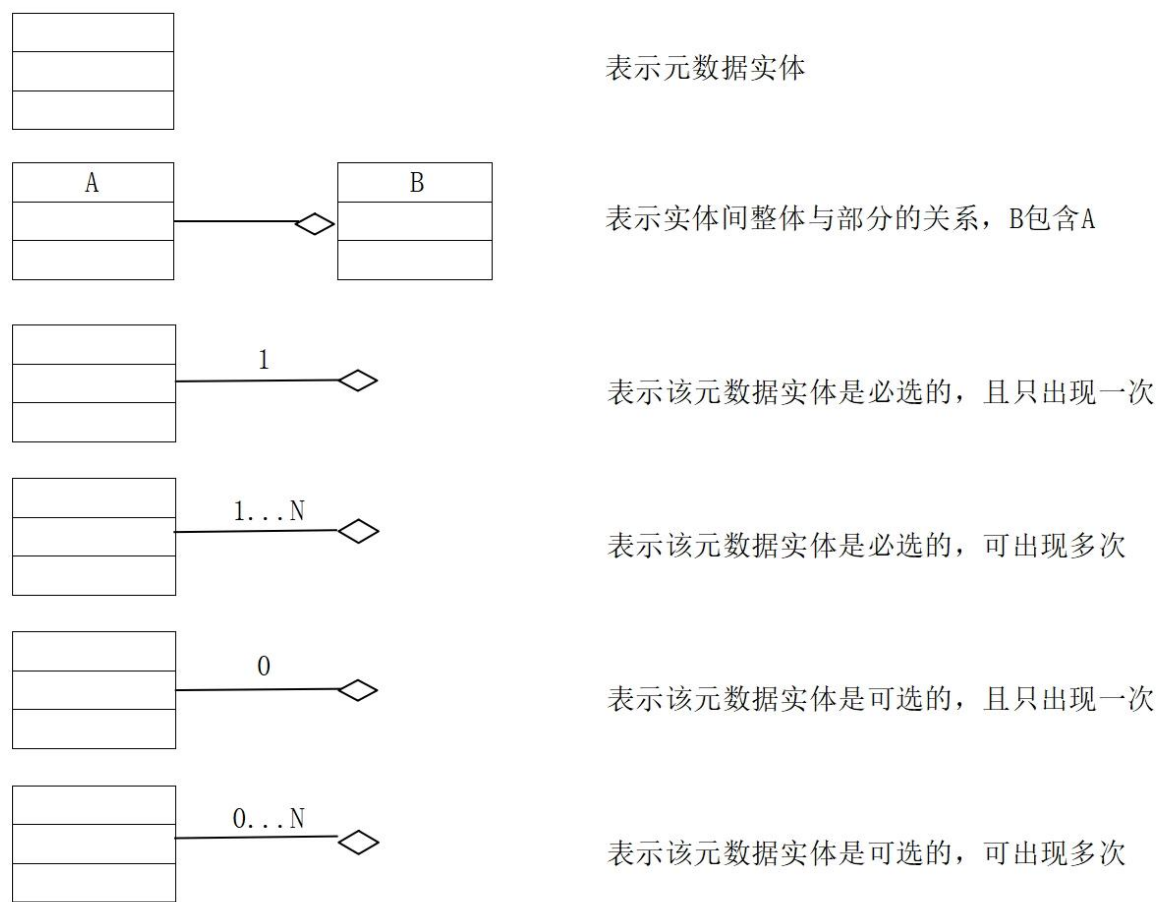 表示元数据实体
A
B
表示实体间整体与部分的关系，B包含A
1
表示该元数据实体是必选的，且只出现一次
1...N
表示该元数据实体是必选的，可出现多次
0
表示该元数据实体是可选的，且只出现一次
0...N
表示该元数据实体是可选的，可出现多次